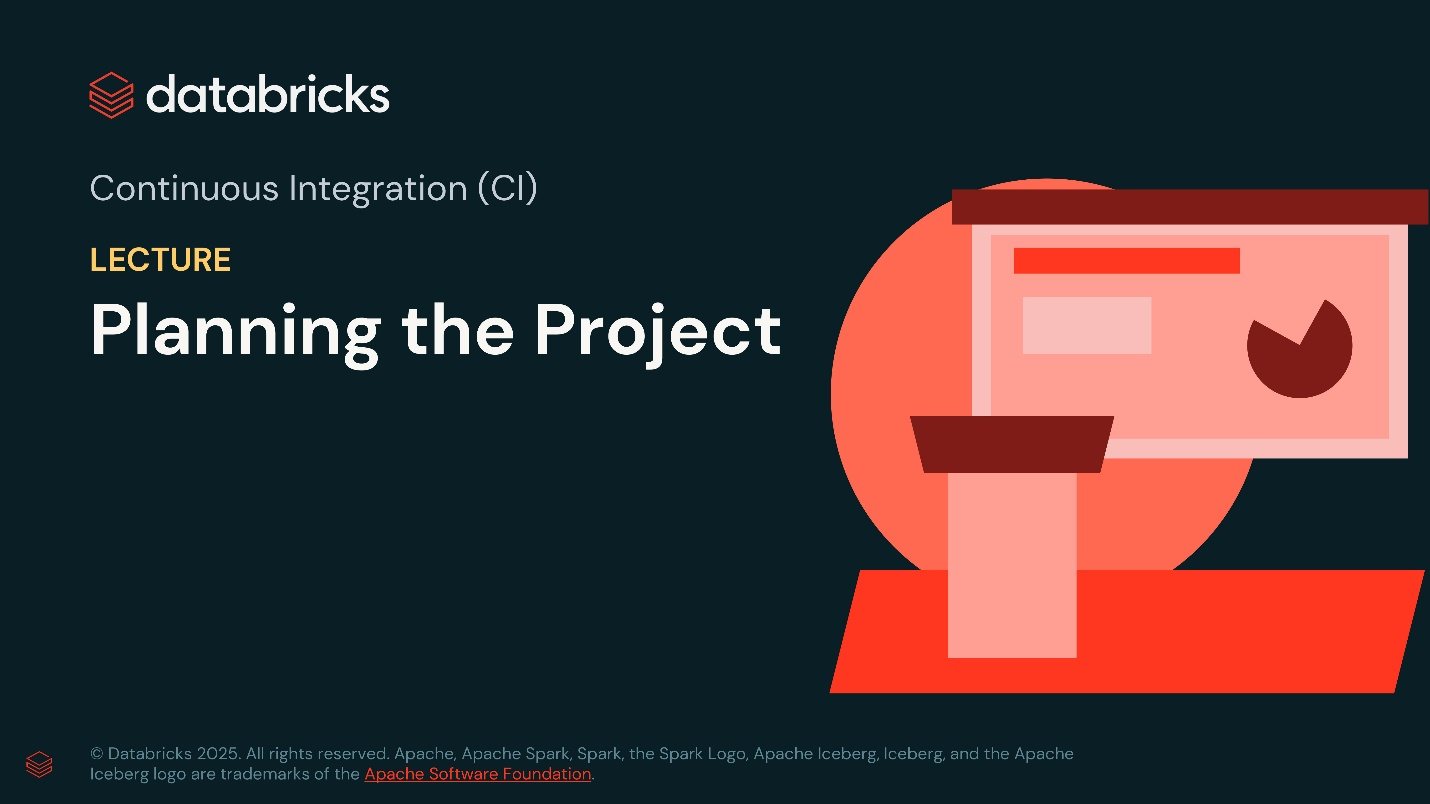 databricks
Continuous Integration (CI)
LECTURE
Planning the Project
© Databricks 2025. All rights reserved. Apache, Apache Spark, Spark, the Spark Logo, Apache Iceberg, Iceberg, and the Apache
Iceberg logo are trademarks of the Apache Software Foundation.